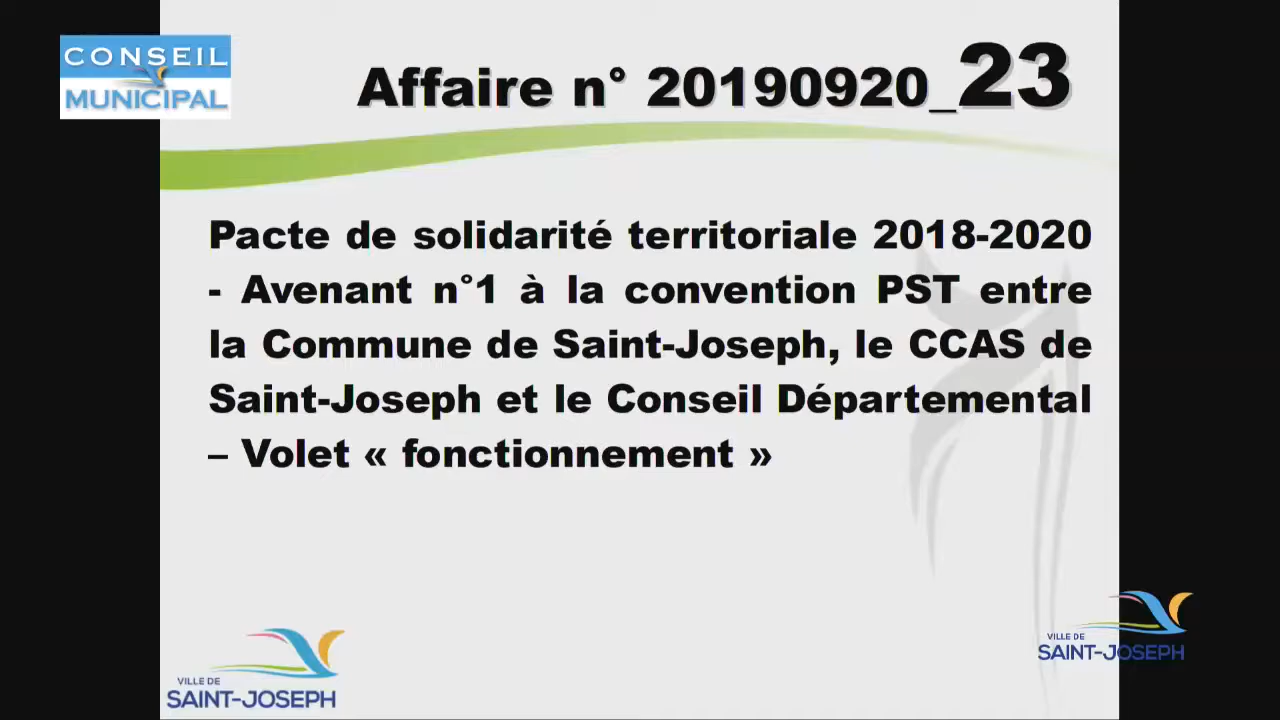 CONSEIL
MUNICIPAL
Affaire n° 20190920_23
Pacte de solidarité territoriale 2018-2020
- Avenant n°1 à la convention PST entre
la Commune de Saint-Joseph, le CCAS de
Saint-Joseph et le Conseil Départemental
– Volet « fonctionnement »
VILLE DE
SAINT-JOSEPH
VILLE DE
SAINT-JOSEPH